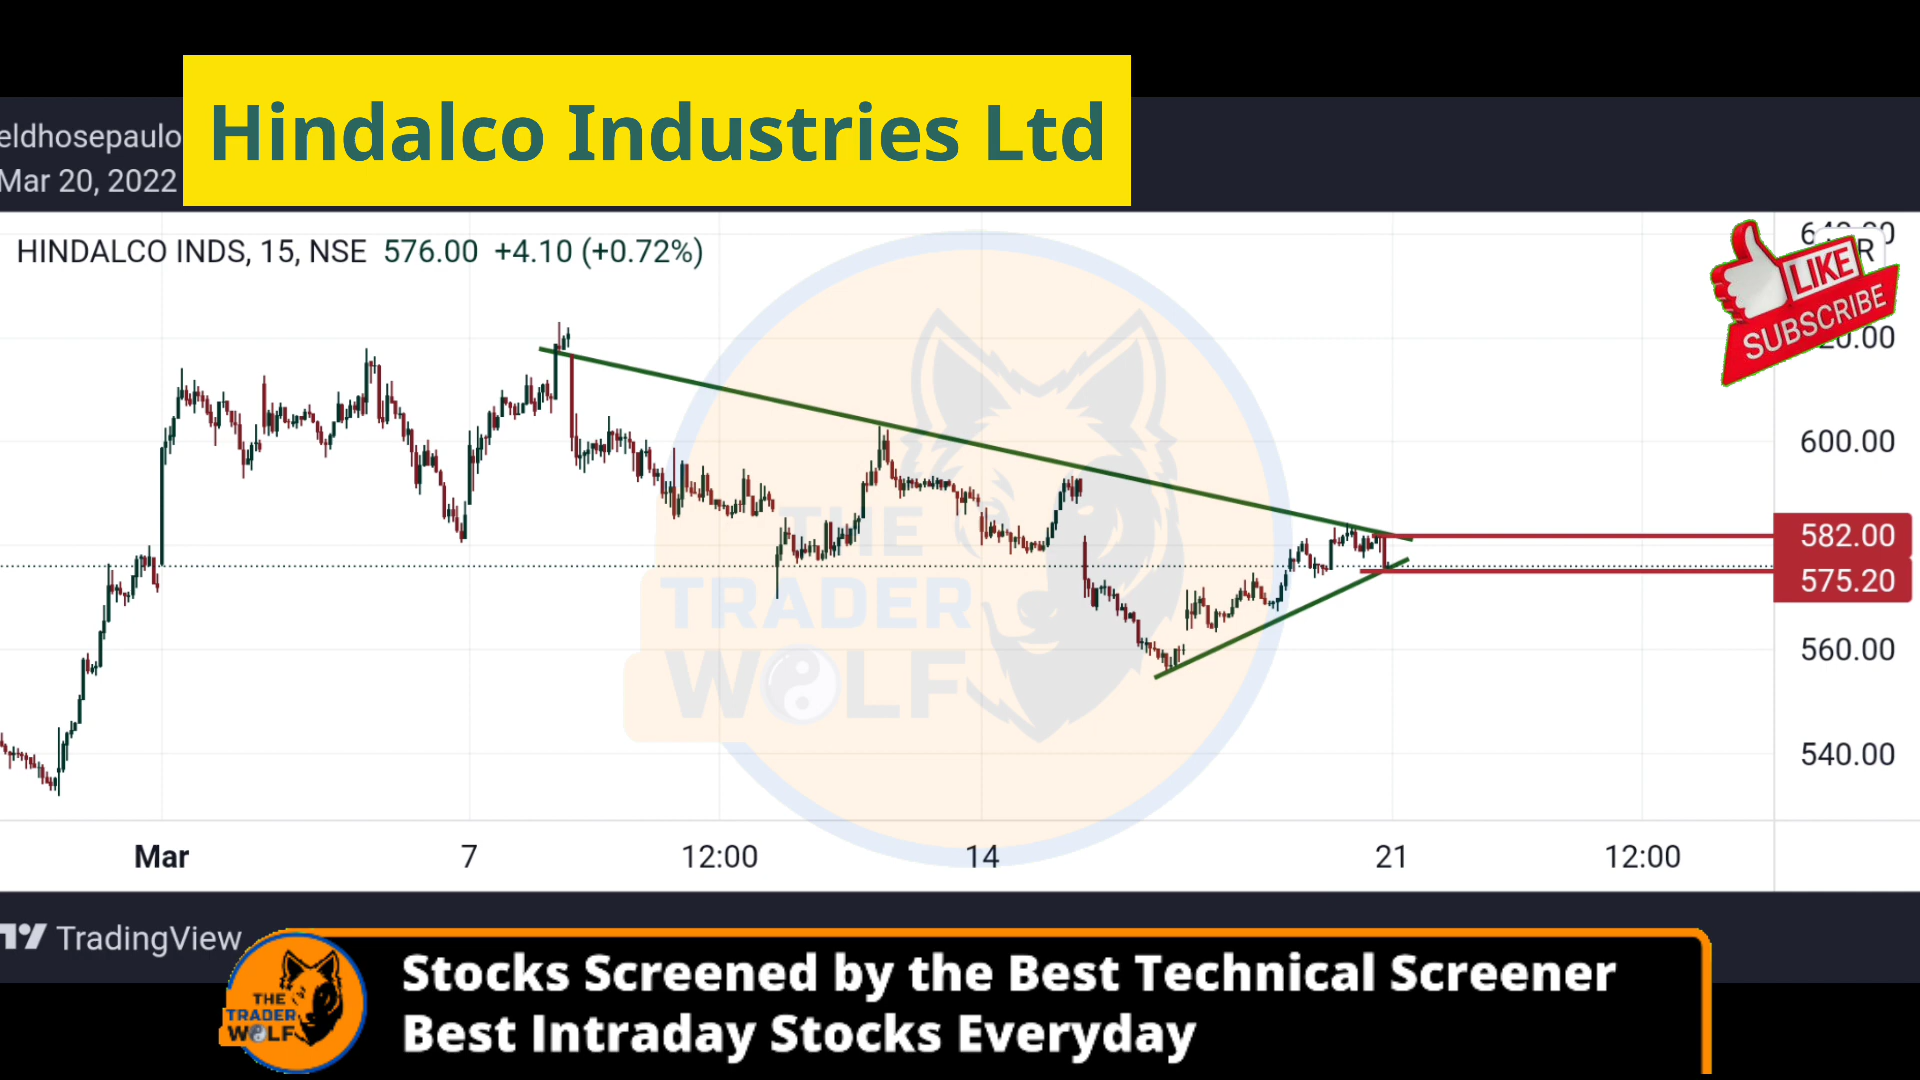 Hindalco Industries Ltd
eldhosepaulo
Mar 20, 2022
HINDALCO INDS, 15, NSE 576.00 +4.10 (+0.72%)
LIKE
SUBSCRIBE
600.00
582.00
575.20
560.00
540.00
THE
TRADER
WOLF
Mar 7 12:00 14 21 12:00
TradingView
THE
TRADER
WOLF
Stocks Screened by the Best Technical Screener
Best Intraday Stocks Everyday